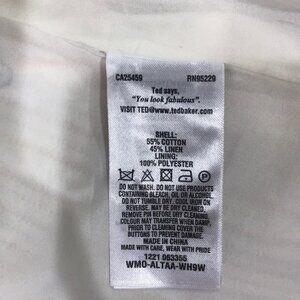 CA25459 RN95229
Ted says,
"You look fabulous".
VISIT TED@www.tedbaker.com
SHELL:
55% COTTON
45% LINEN
LINING:
100% POLYESTER
DO NOT WASH. DO NOT USE PRODUCTS
CONTAINING BLEACH, OIL OR ALCOHOL.
DO NOT TUMBLE DRY. COOL IRON ON
REVERSE. MAY BE DRY CLEANED,
REMOVE PIN BEFORE DRY CLEANING
COLOUR MAY TRANSFER WHEN DAMP.
PRIOR TO CLEANING COVER THE
BUTTONS TO PREVENT DAMAGE.
MADE IN CHINA
MADE WITH CARE, WEAR WITH PRIDE
1221 063355
WMO-ALTAA-WH9W